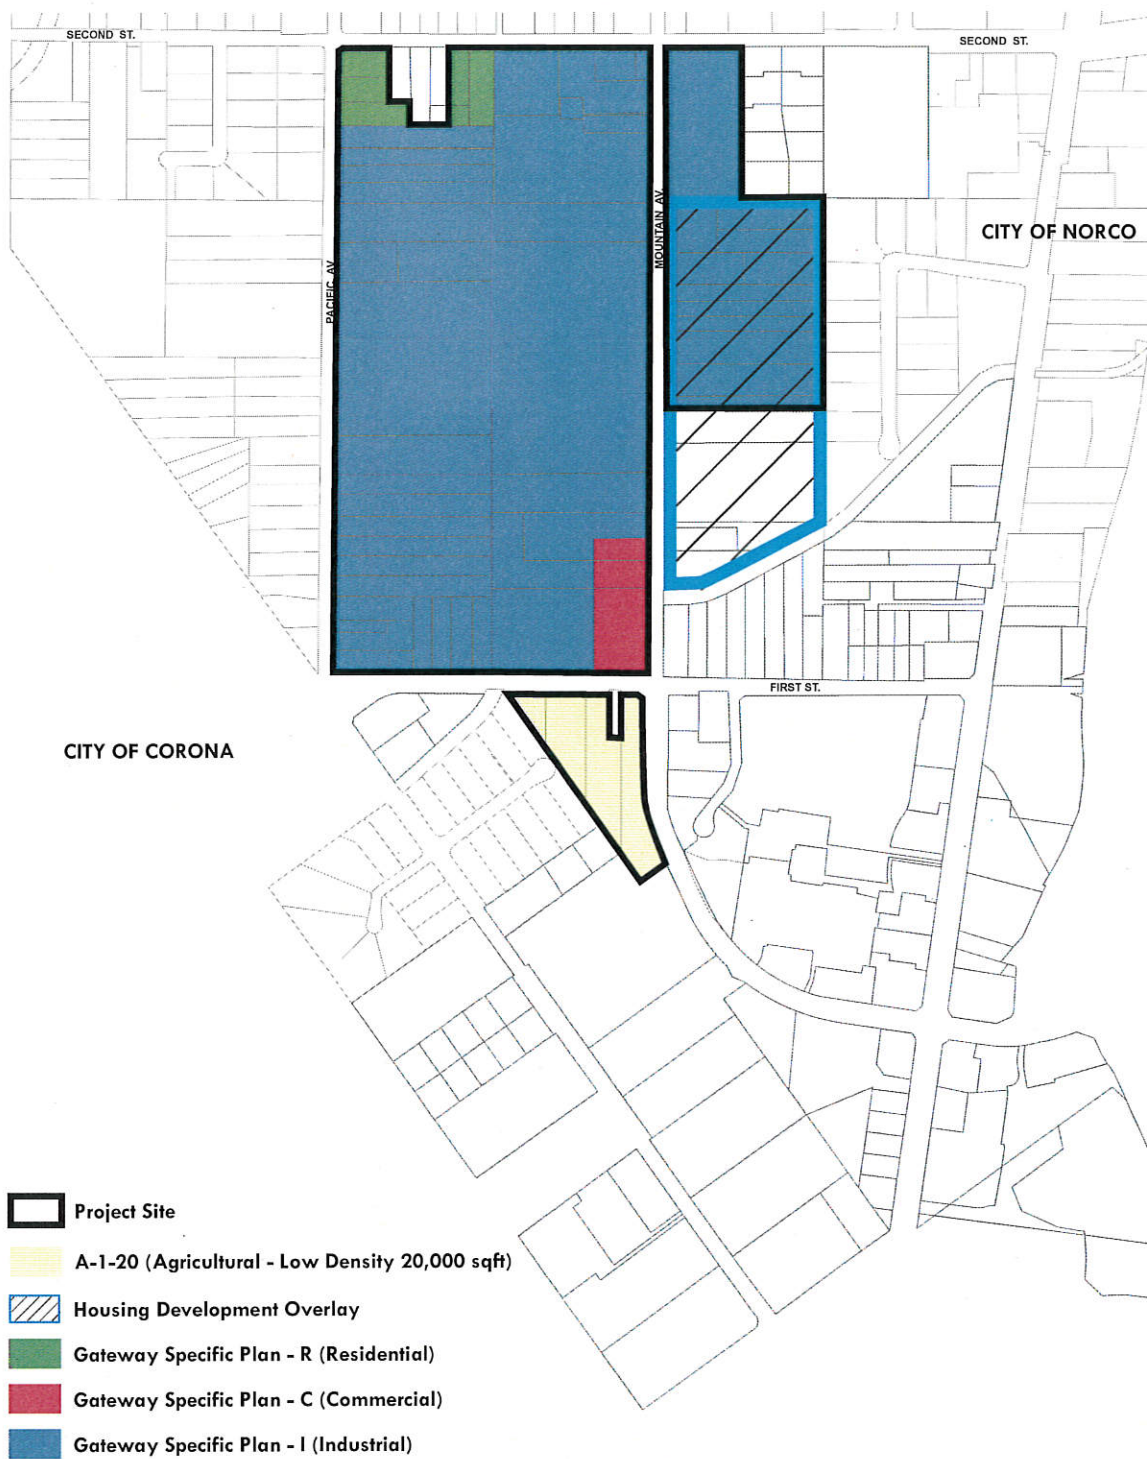 SECOND ST.
SECOND ST.
CITY OF NORCO
MOUNTAIN AV.
PACIFIC AV
FIRST ST.
CITY OF CORONA
Project Site
A-1-20 (Agricultural - Low Density 20,000 sqft)
Housing Development Overlay
Gateway Specific Plan - R (Residential)
Gateway Specific Plan - C (Commercial)
Gateway Specific Plan - I (Industrial)